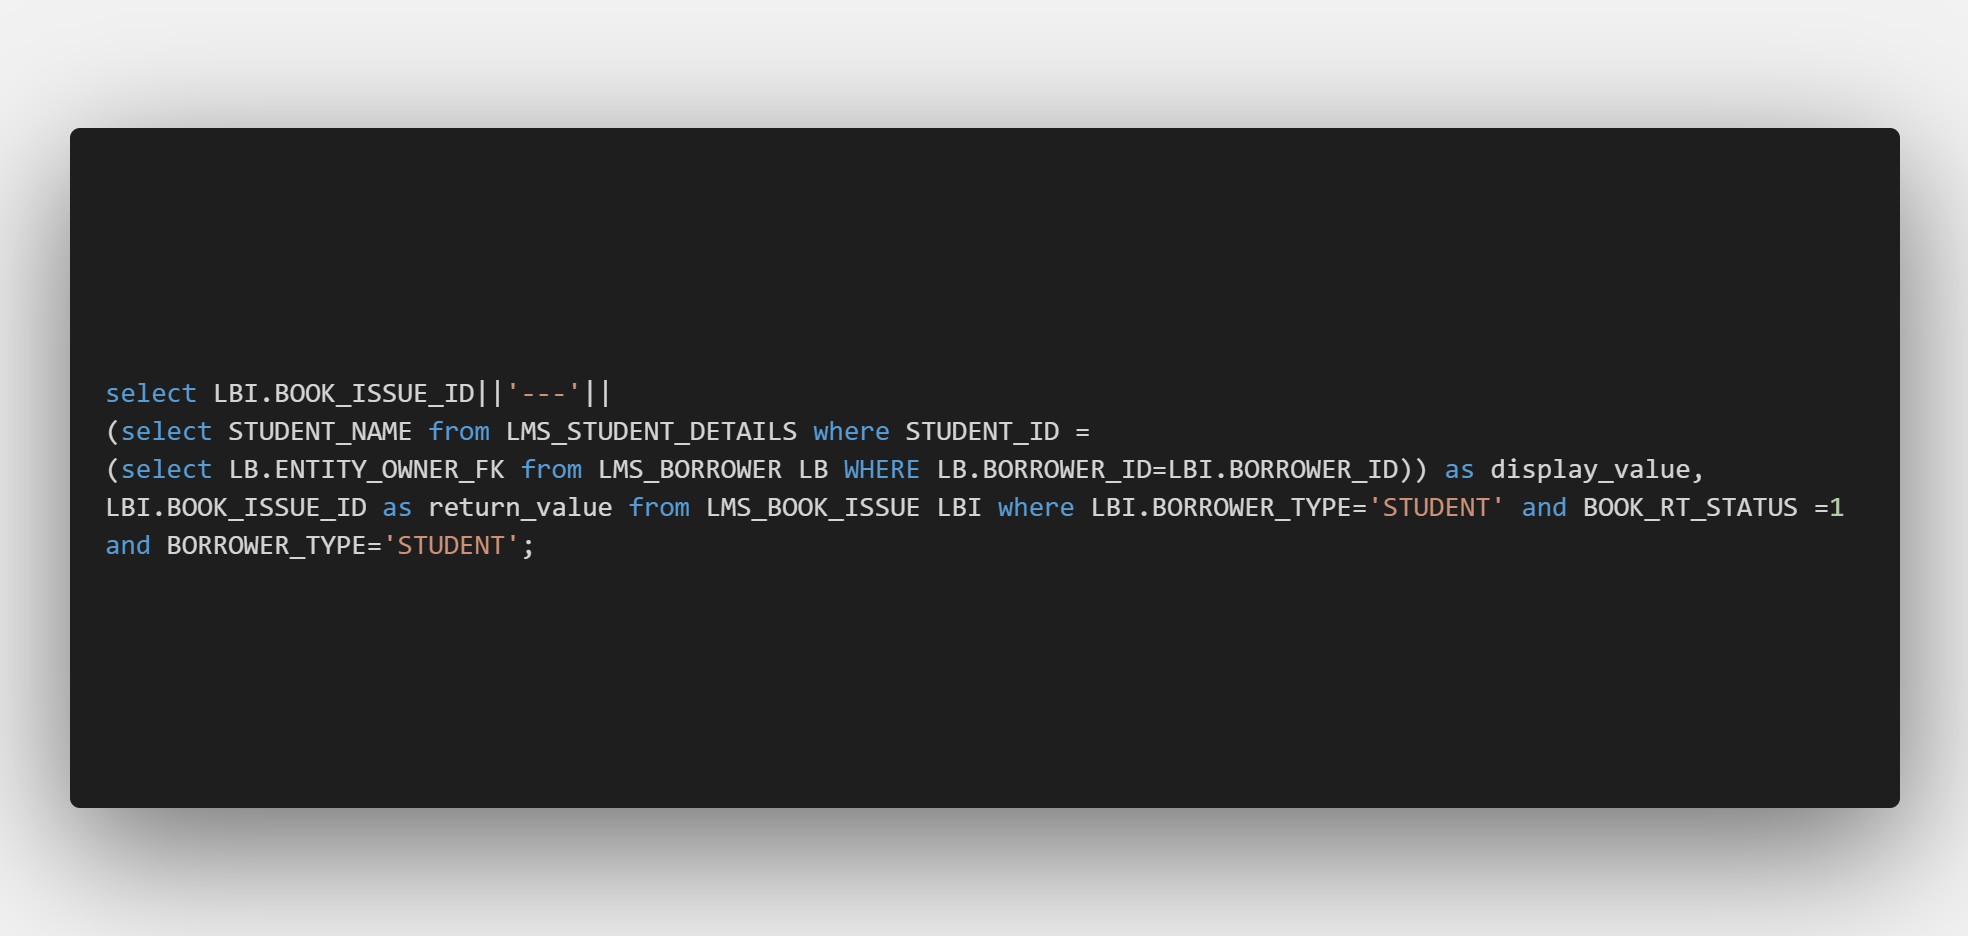 select LBI.BOOK_ISSUE_ID||'---'||
(select STUDENT_NAME from LMS_STUDENT_DETAILS where STUDENT_ID =
(select LB.ENTITY_OWNER_FK from LMS_BORROWER LB WHERE LB.BORROWER_ID=LBI.BORROWER_ID)) as display_value,
LBI.BOOK_ISSUE_ID as return_value from LMS_BOOK_ISSUE LBI where LBI.BORROWER_TYPE='STUDENT' and BOOK_RT_STATUS =1
and BORROWER_TYPE='STUDENT';